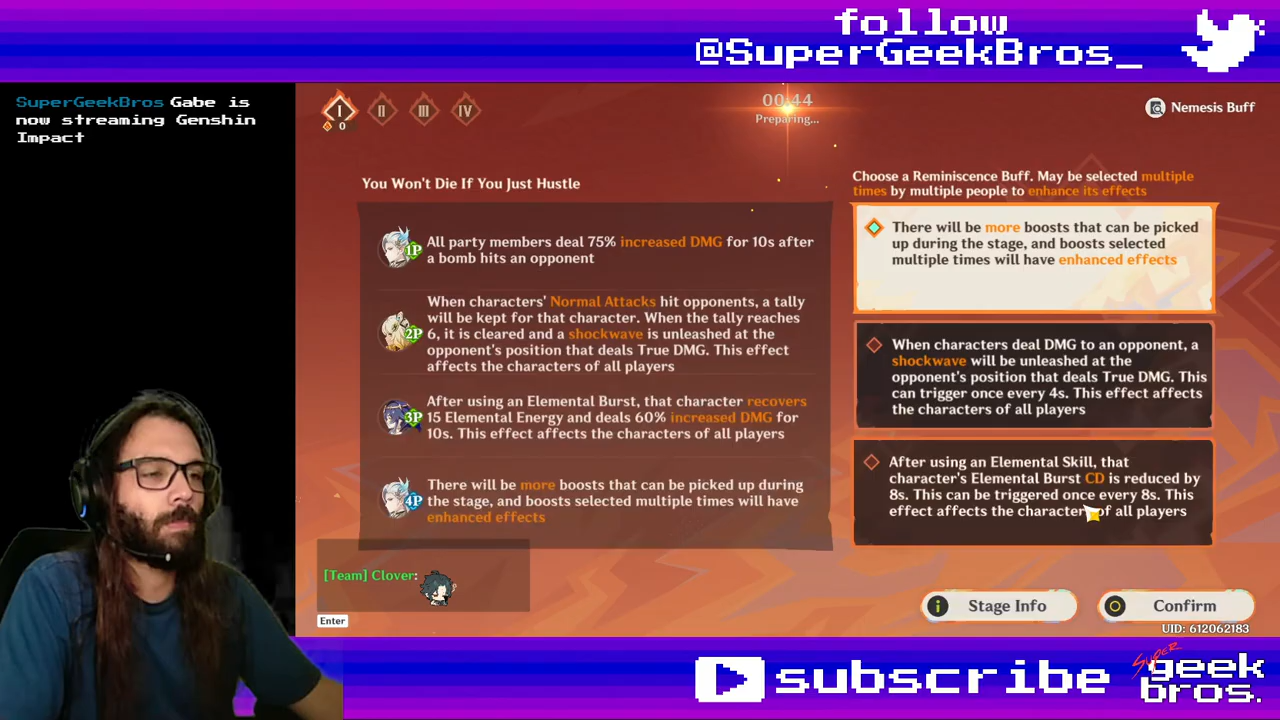 follow
@SuperGeekBros_
SuperGeekBros Gabe is
now streaming Genshin
Impact
I II III IV
0
00:44
Preparing...
Nemesis Buff
You Won't Die If You Just Hustle
1P
All party members deal 75% increased DMG for 10s after
a bomb hits an opponent
2P
When characters' Normal Attacks hit opponents, a tally
will be kept for that character. When the tally reaches
6, it is cleared and a shockwave is unleashed at the
opponent's position that deals True DMG. This effect
affects the characters of all players
3P
After using an Elemental Burst, that character recovers
15 Elemental Energy and deals 60% increased DMG for
10s. This effect affects the characters of all players
4P
There will be more boosts that can be picked up during
the stage, and boosts selected multiple times will have
enhanced effects
Choose a Reminiscence Buff. May be selected multiple
times by multiple people to enhance its effects
There will be more boosts that can be picked
up during the stage, and boosts selected
multiple times will have enhanced effects
When characters deal DMG to an opponent, a
shockwave will be unleashed at the
opponent's position that deals True DMG. This
can trigger once every 4s. This effect affects
the characters of all players
After using an Elemental Skill, that
character's Elemental Burst CD is reduced by
8s. This can be triggered once every 8s. This
effect affects the characters of all players
[Team] Clover:
Enter
Stage Info
Confirm
UID: 612062183
subscribe
super
geek
bros.